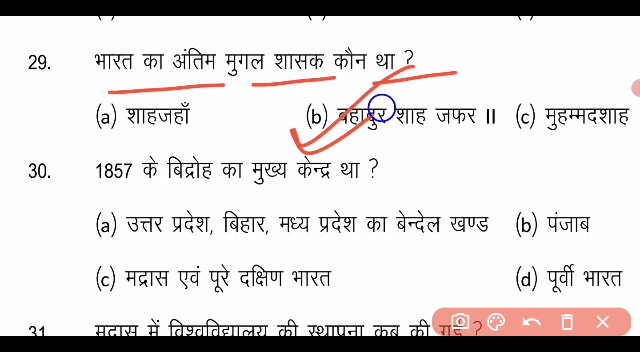 29. भारत का अंतिम मुगल शासक कौन था ?
(a) शाहजहाँ (b) बहादुर शाह जफर II (c) मुहम्मदशाह
30. 1857 के बिद्रोह का मुख्य केन्द्र था ?
(a) उत्तर प्रदेश, बिहार, मध्य प्रदेश का बेन्देल खण्ड (b) पंजाब
(c) मद्रास एवं पूरे दक्षिण भारत (d) पूर्वी भारत
31. मद्रास में विश्वविद्यालय की स्थापना कब की गई ?